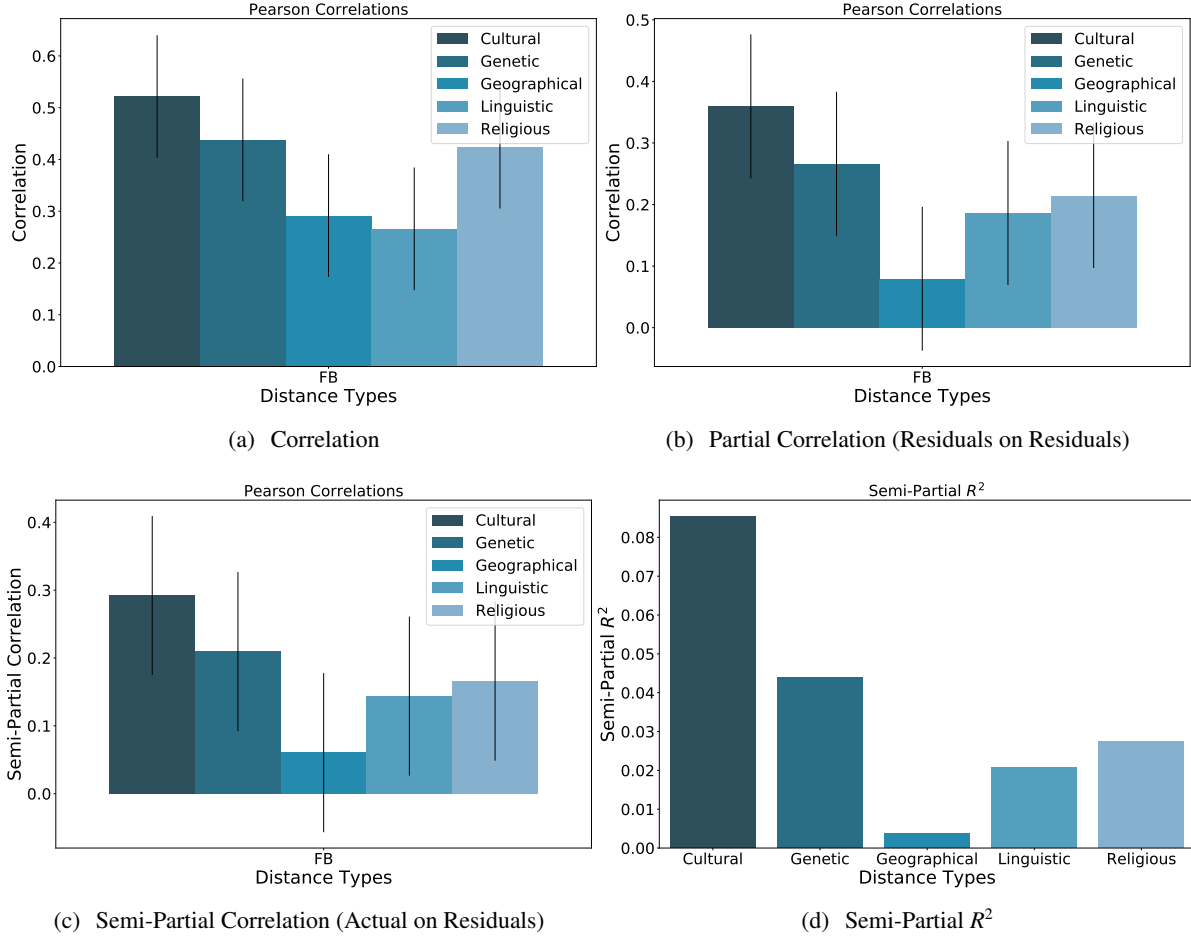 Pearson Correlations
Correlation
0.6
0.5
0.4
0.3
0.2
0.1
0.0
Cultural
Genetic
Geographical
Linguistic
Religious
FB
Distance Types
(a) Correlation
Pearson Correlations
Correlation
0.5
0.4
0.3
0.2
0.1
0.0
Cultural
Genetic
Geographical
Linguistic
Religious
FB
Distance Types
(b) Partial Correlation (Residuals on Residuals)
Pearson Correlations
Semi-Partial Correlation
0.4
0.3
0.2
0.1
0.0
Cultural
Genetic
Geographical
Linguistic
Religious
FB
Distance Types
(c) Semi-Partial Correlation (Actual on Residuals)
Semi-Partial R²
Semi-Partial R²
0.08
0.07
0.06
0.05
0.04
0.03
0.02
0.01
0.00
Cultural Genetic Geographical Linguistic Religious
Distance Types
(d) Semi-Partial R²